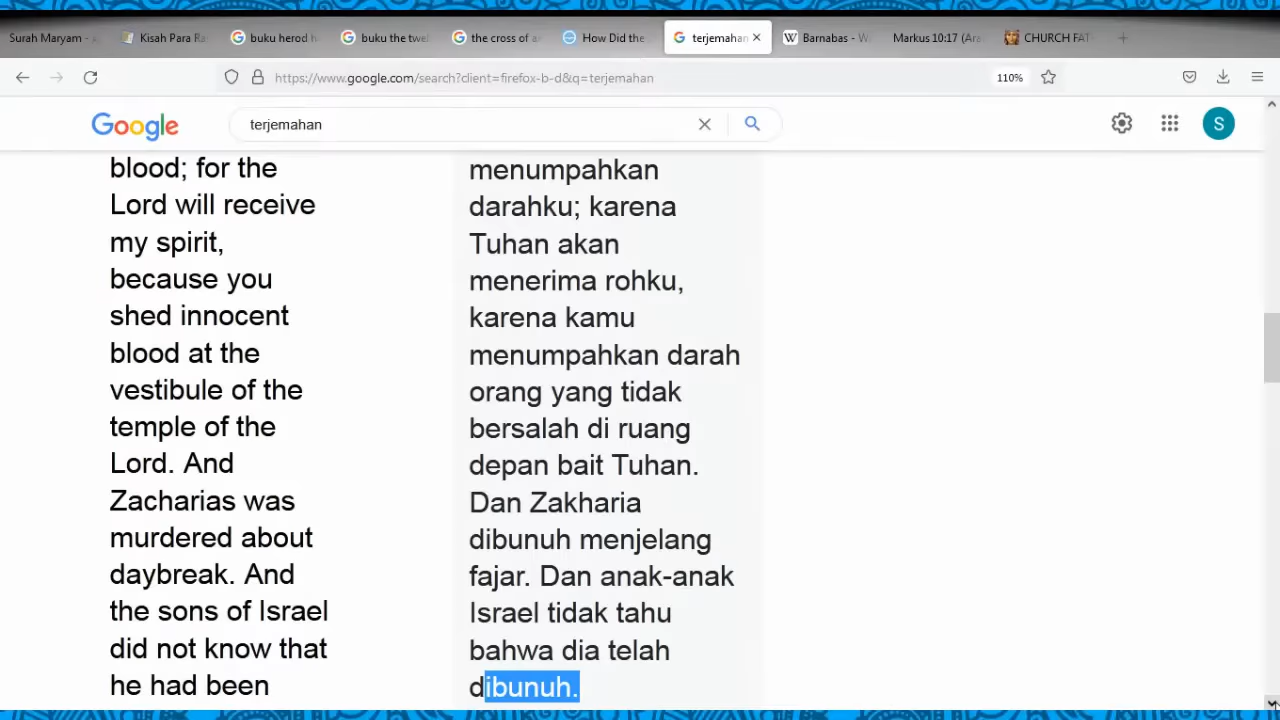 Surah Maryam -
Kisah Para Ra
buku herod
buku the twe
the cross of a
How Did the
terjemahan
Barnabas - W
Markus 10:17 (Ara
CHURCH FAT
https://www.google.com/search?client=firefox-b-d&q=terjemahan
110%
Google
terjemahan
S
blood; for the
Lord will receive
my spirit,
because you
shed innocent
blood at the
vestibule of the
temple of the
Lord. And
Zacharias was
murdered about
daybreak. And
the sons of Israel
did not know that
he had been
menumpahkan
darahku; karena
Tuhan akan
menerima rohku,
karena kamu
menumpahkan darah
orang yang tidak
bersalah di ruang
depan bait Tuhan.
Dan Zakharia
dibunuh menjelang
fajar. Dan anak-anak
Israel tidak tahu
bahwa dia telah
dibunuh.